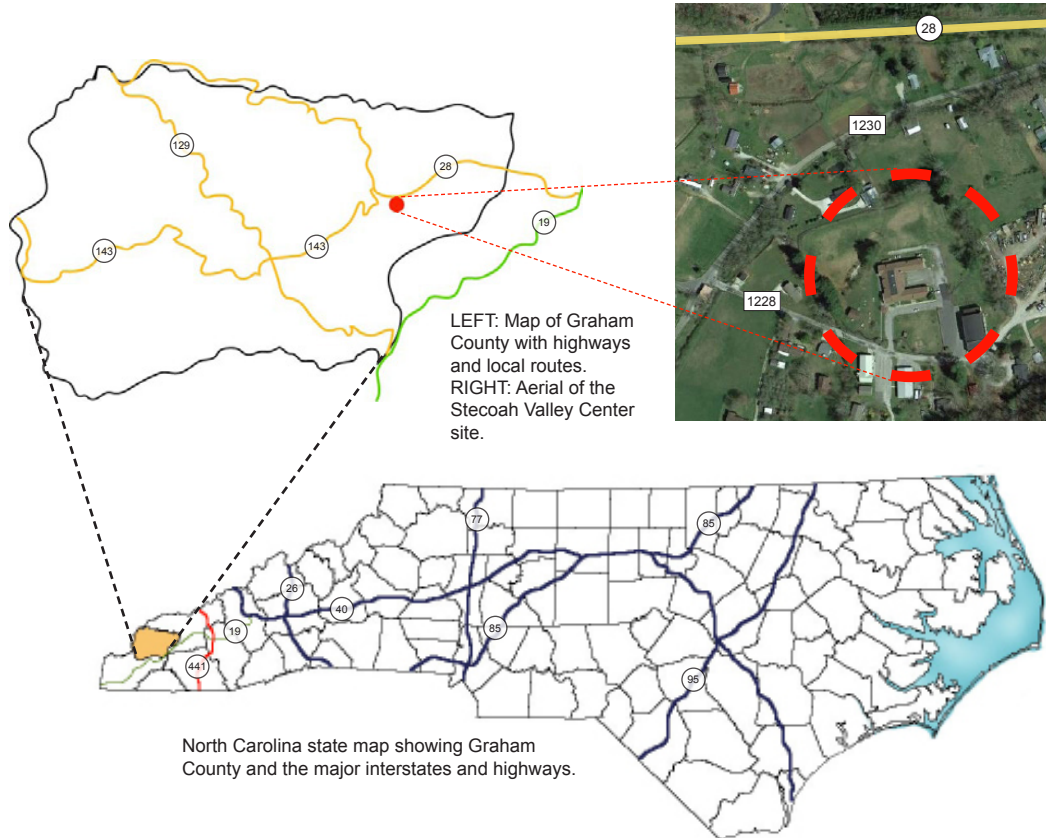 28
1230
129
28
19
143
143
1228
LEFT: Map of Graham
County with highways
and local routes.
RIGHT: Aerial of the
Stecoah Valley Center
site.
77
85
26
40
19
85
441
95
North Carolina state map showing Graham
County and the major interstates and highways.